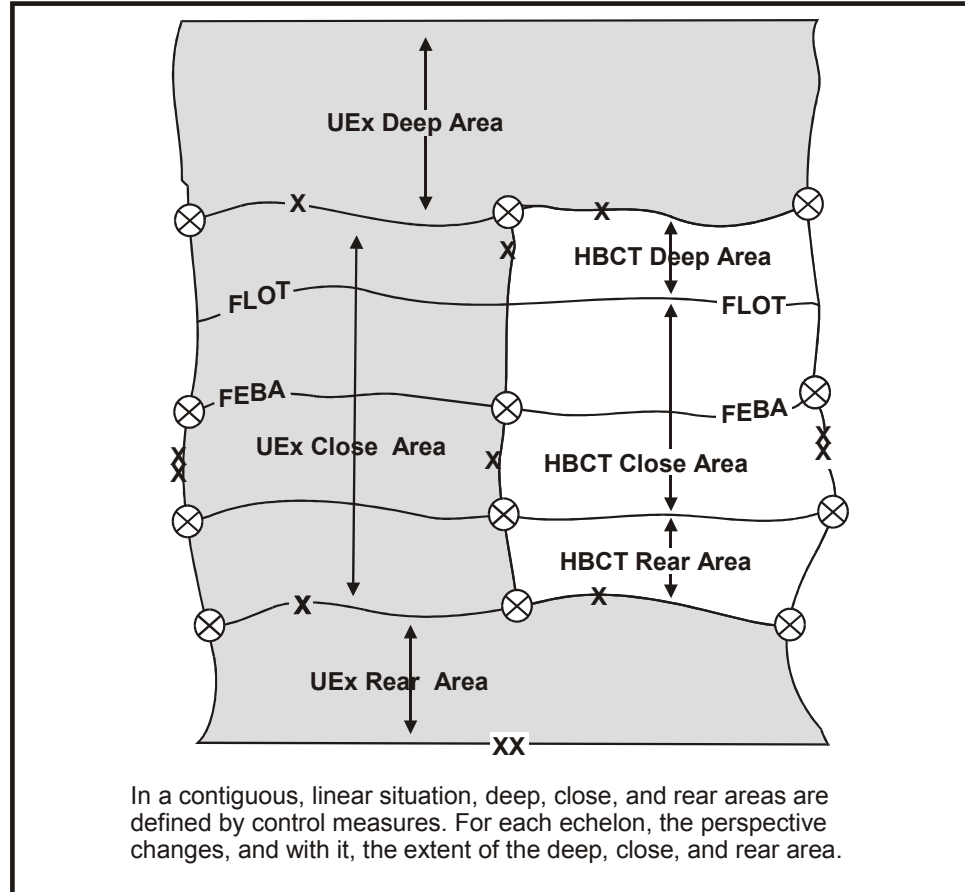 UEx Deep Area
X
X
X
HBCT Deep Area
FLOT
FLOT
FEBA
FEBA
UEx Close Area
XX
X
XX
HBCT Close Area
HBCT Rear Area
X
X
UEx Rear Area
XX
In a contiguous, linear situation, deep, close, and rear areas are
defined by control measures. For each echelon, the perspective
changes, and with it, the extent of the deep, close, and rear area.